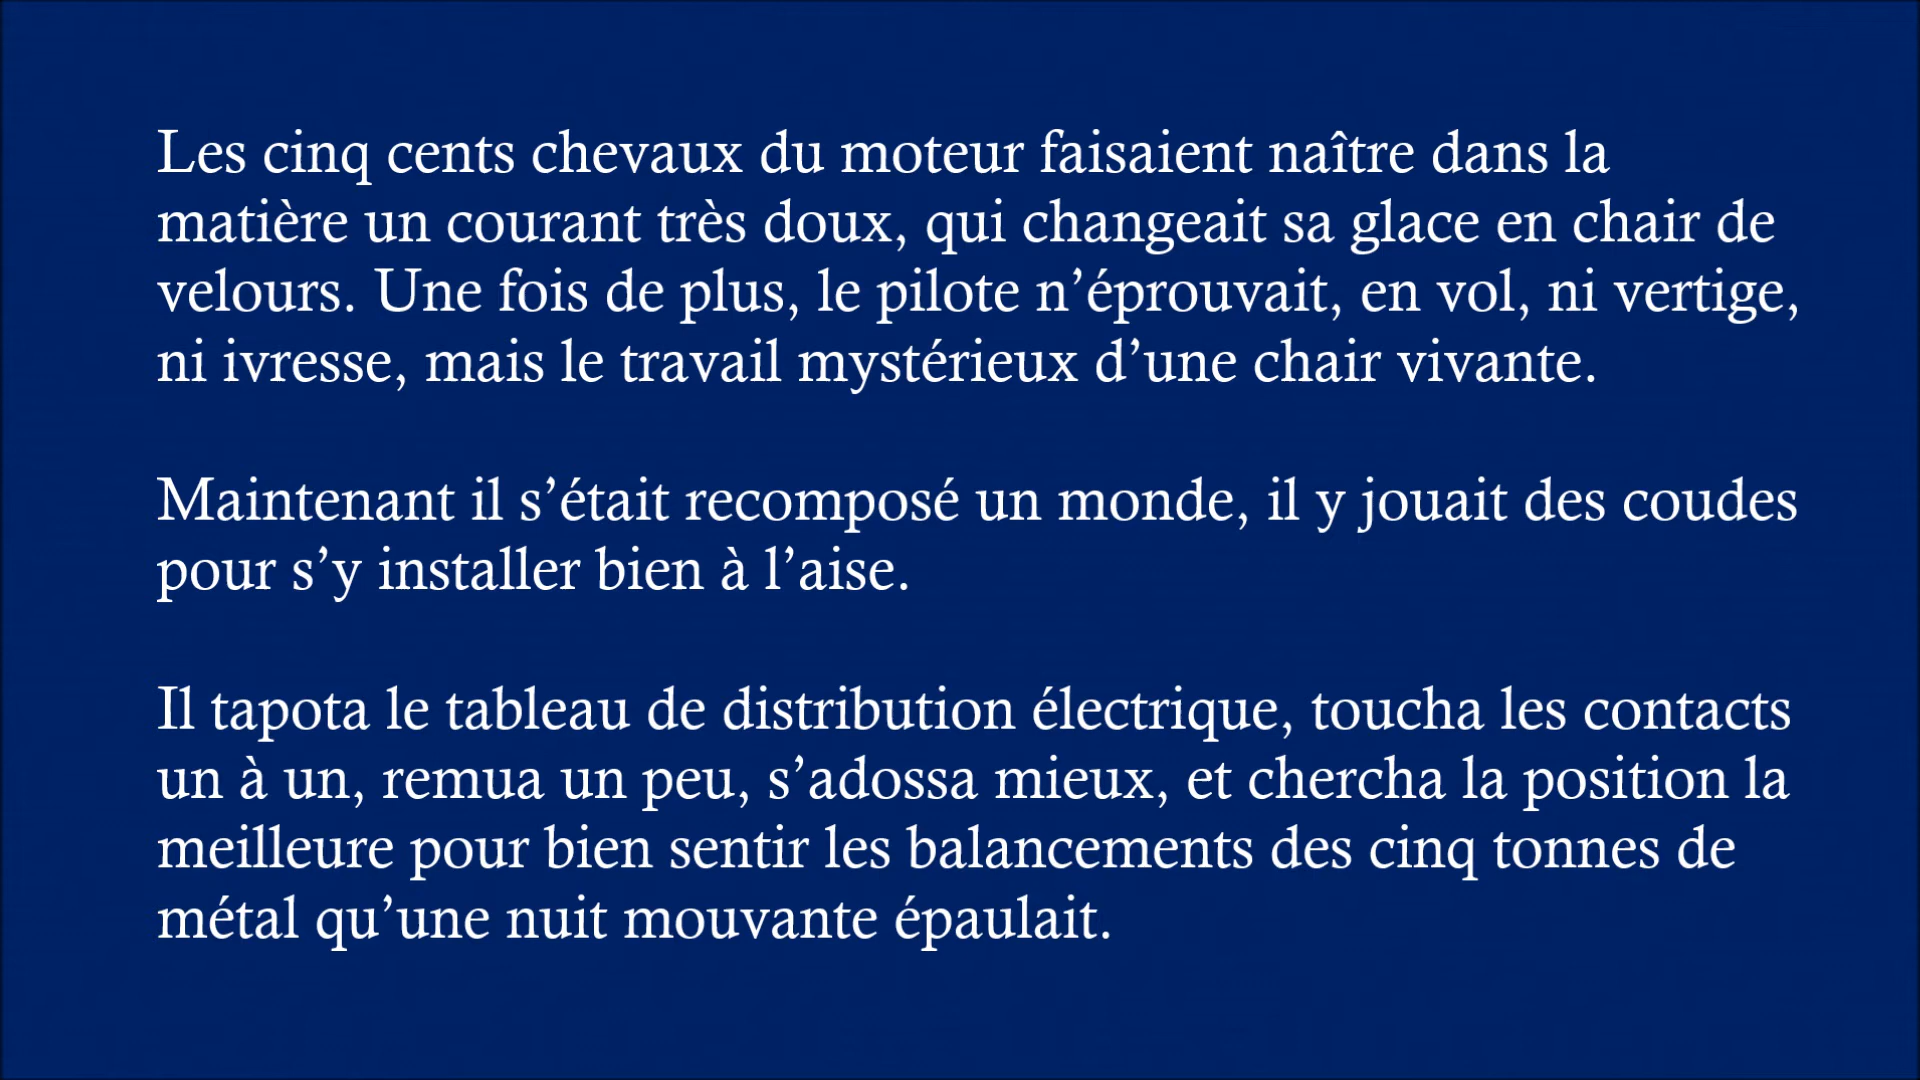 Les cinq cents chevaux du moteur faisaient naître dans la
matière un courant très doux, qui changeait sa glace en chair de
velours. Une fois de plus, le pilote n’éprouvait, en vol, ni vertige,
ni ivresse, mais le travail mystérieux d’une chair vivante.
Maintenant il s’était recomposé un monde, il y jouait des coudes
pour s’y installer bien à l’aise.
Il tapota le tableau de distribution électrique, toucha les contacts
un à un, remua un peu, s’adossa mieux, et chercha la position la
meilleure pour bien sentir les balancements des cinq tonnes de
métal qu’une nuit mouvante épaulait.